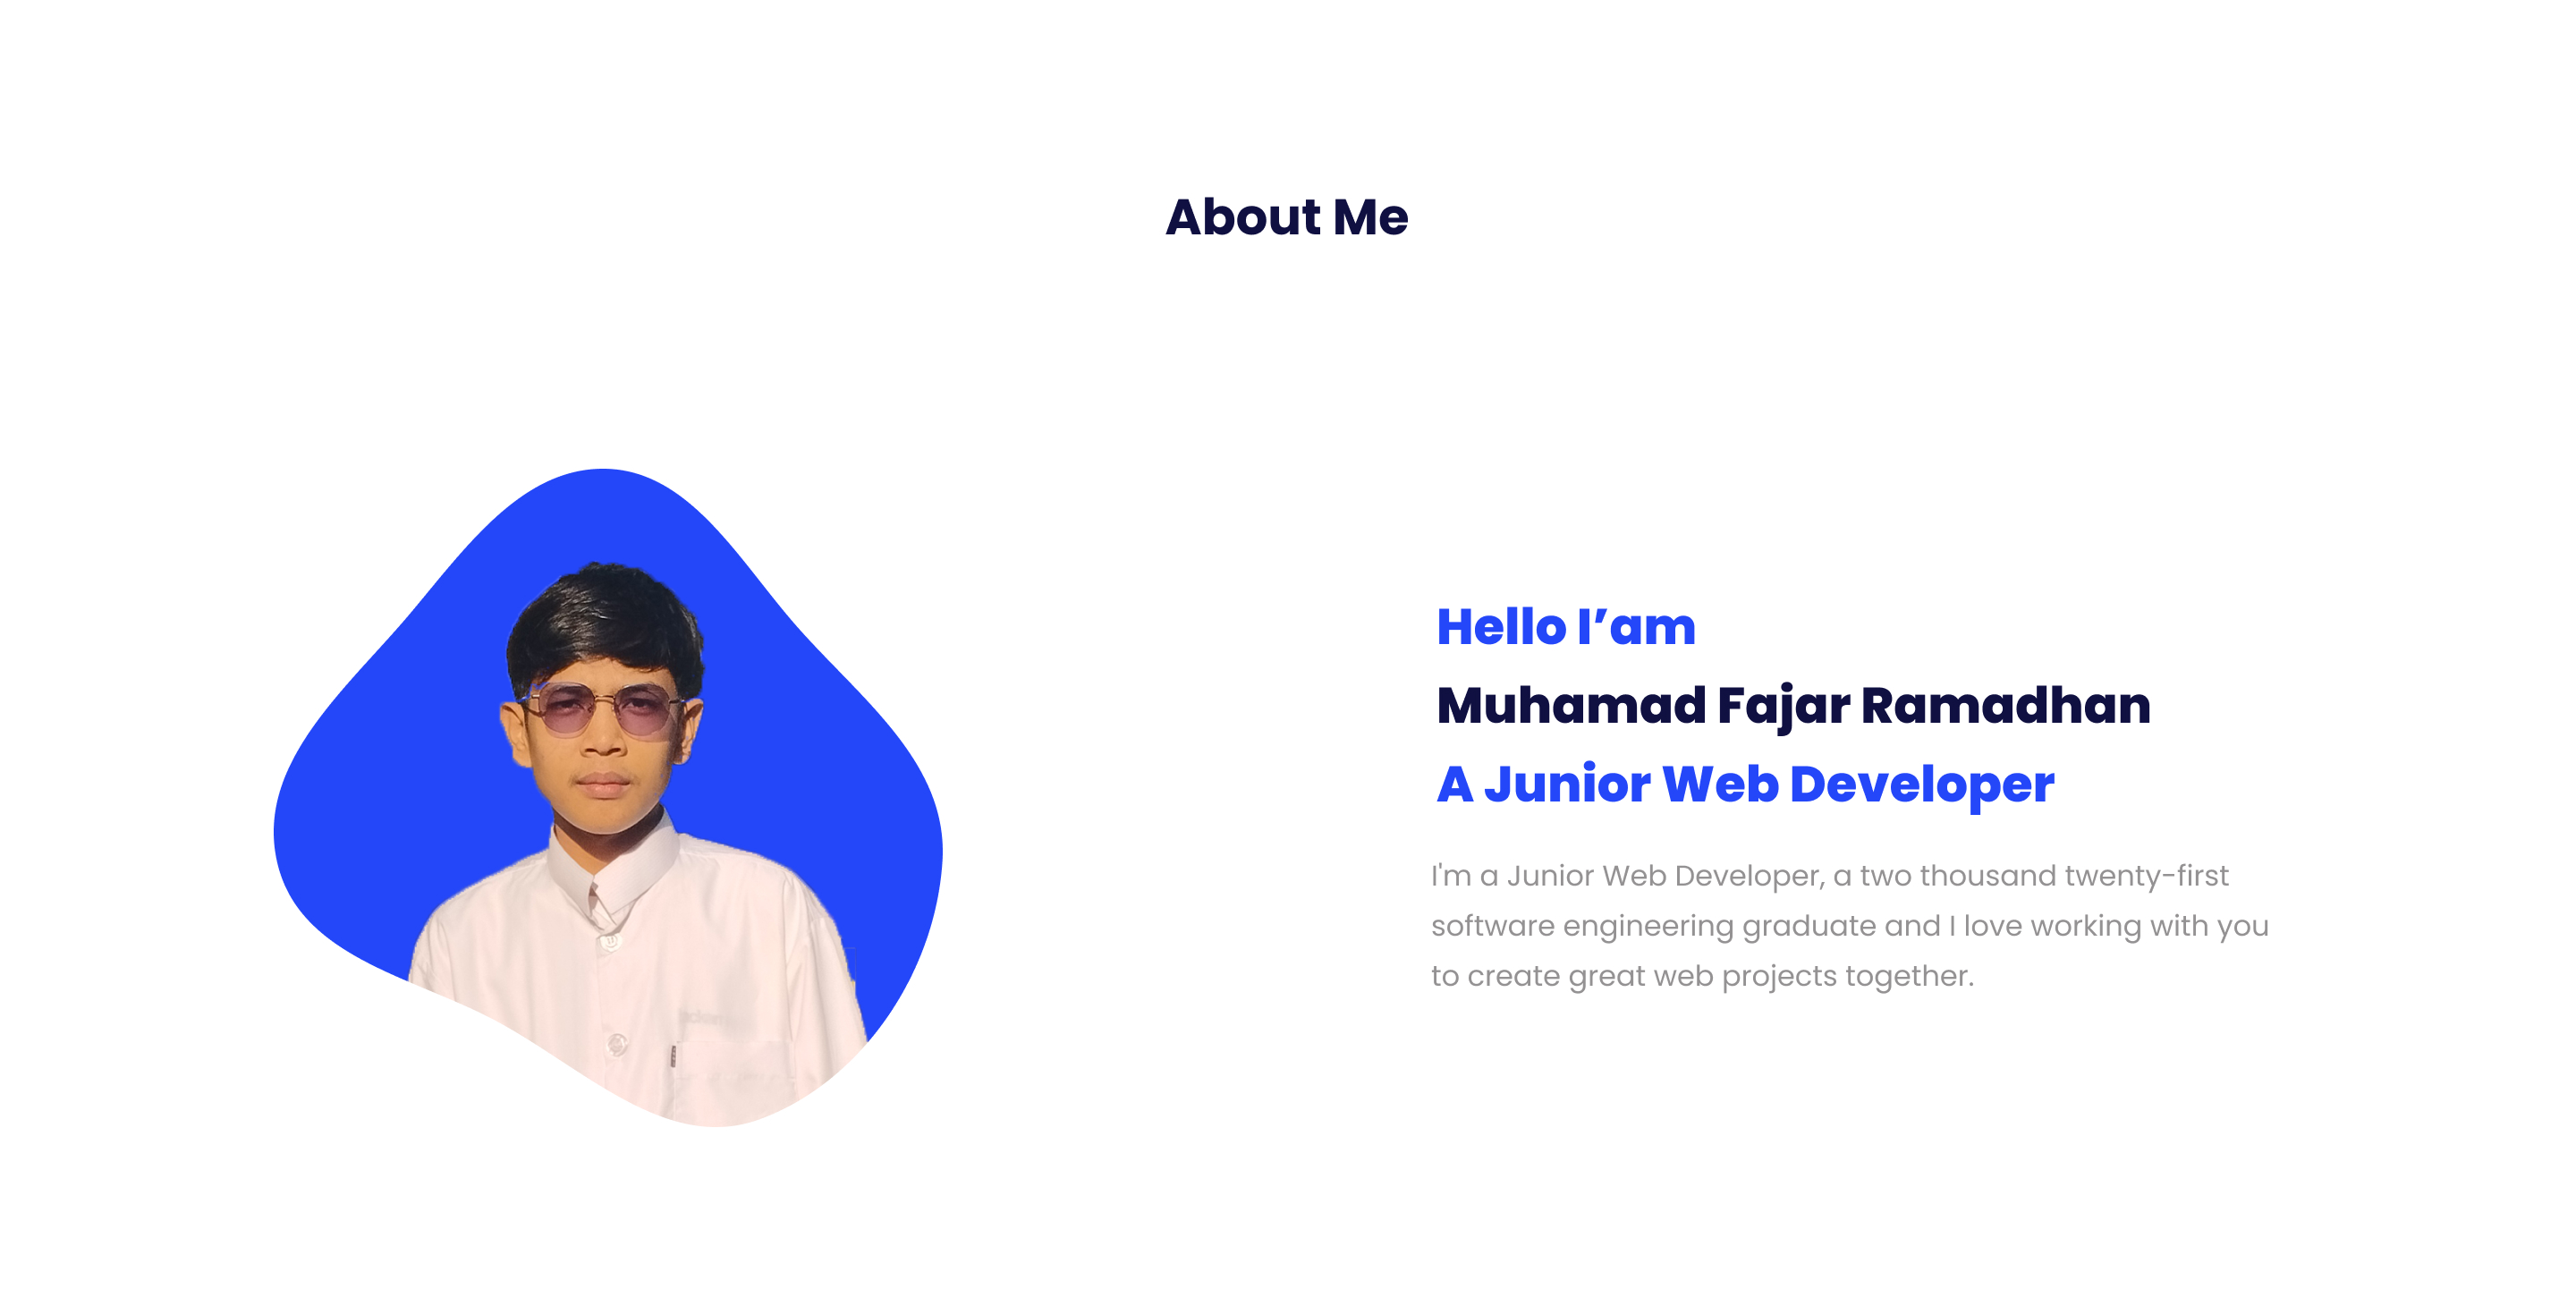 About Me
Hello I’am
Muhamad Fajar Ramadhan
A Junior Web Developer
I'm a Junior Web Developer, a two thousand twenty-first
software engineering graduate and I love working with you
to create great web projects together.